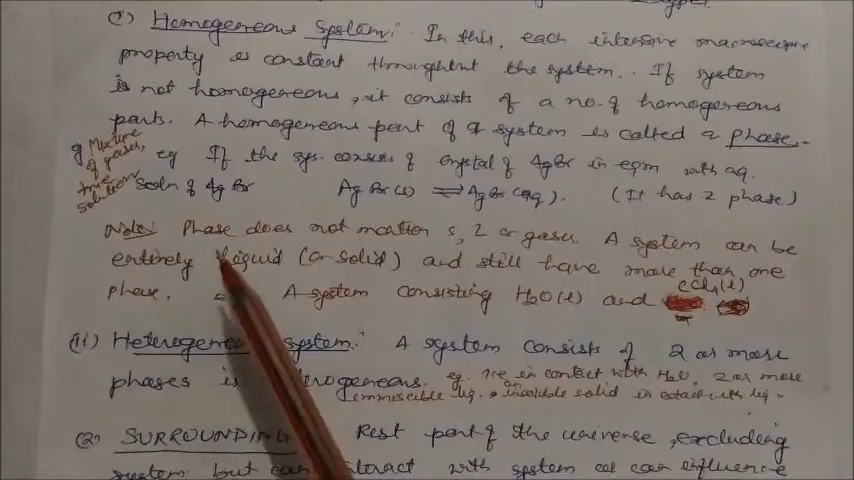 (i) Homogeneous System:- In this, each intensive macroscopic
property is constant throughtout the system. If system
is not homogeneous, it consists of a no. of homogeneous
parts. A homogeneous part of a system is called a phase.
eg Mixture of gases, true solution
eg If the sys. consists of crystal of AgBr in eqm with aq.
Soln of AgBr AgBr(s) ⇌ AgBr(aq). (It has 2 phase)
Note: Phase does not mention s, l or gases. A system can be
entirely liquid (or solid) and still have more than one
phase. A system consisting H2O(l) and CCl4(l)
(ii) Heterogeneous system: A system consists of 2 or more
phases is heterogeneous. eg. Ice in contact with H2O, 2 or more
immiscible liq. or insoluble solid in contact with liq.
(2) SURROUNDING Rest part of the universe, excluding
system but can interact with system or can influence